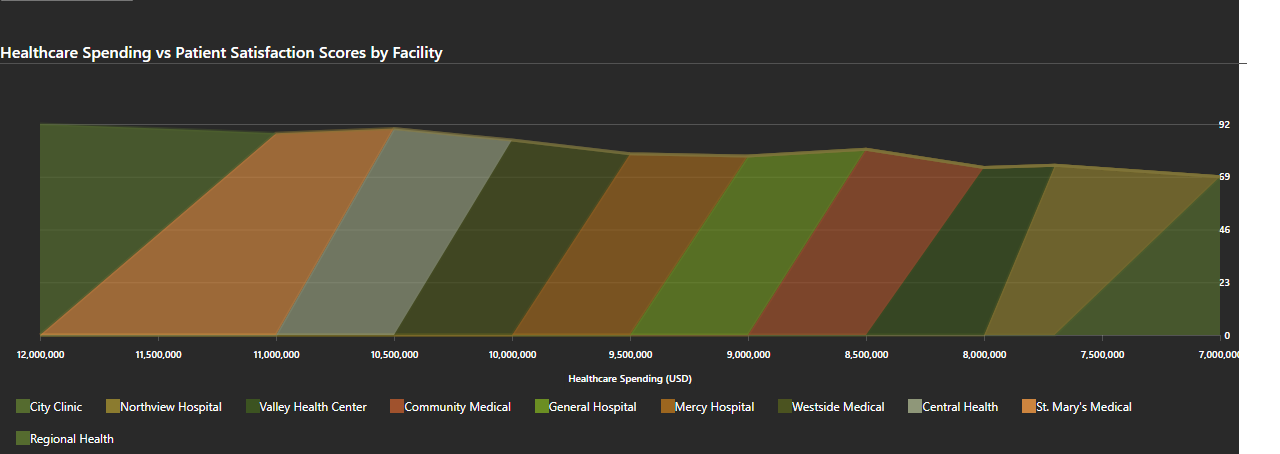 Healthcare Spending vs Patient Satisfaction Scores by Facility
92
69
46
23
0
12,000,000 11,500,000 11,000,000 10,500,000 10,000,000 9,500,000 9,000,000 8,500,000 8,000,000 7,500,000 7,000,000
Healthcare Spending (USD)
City Clinic Northview Hospital Valley Health Center Community Medical General Hospital Mercy Hospital Westside Medical Central Health St. Mary's Medical
Regional Health